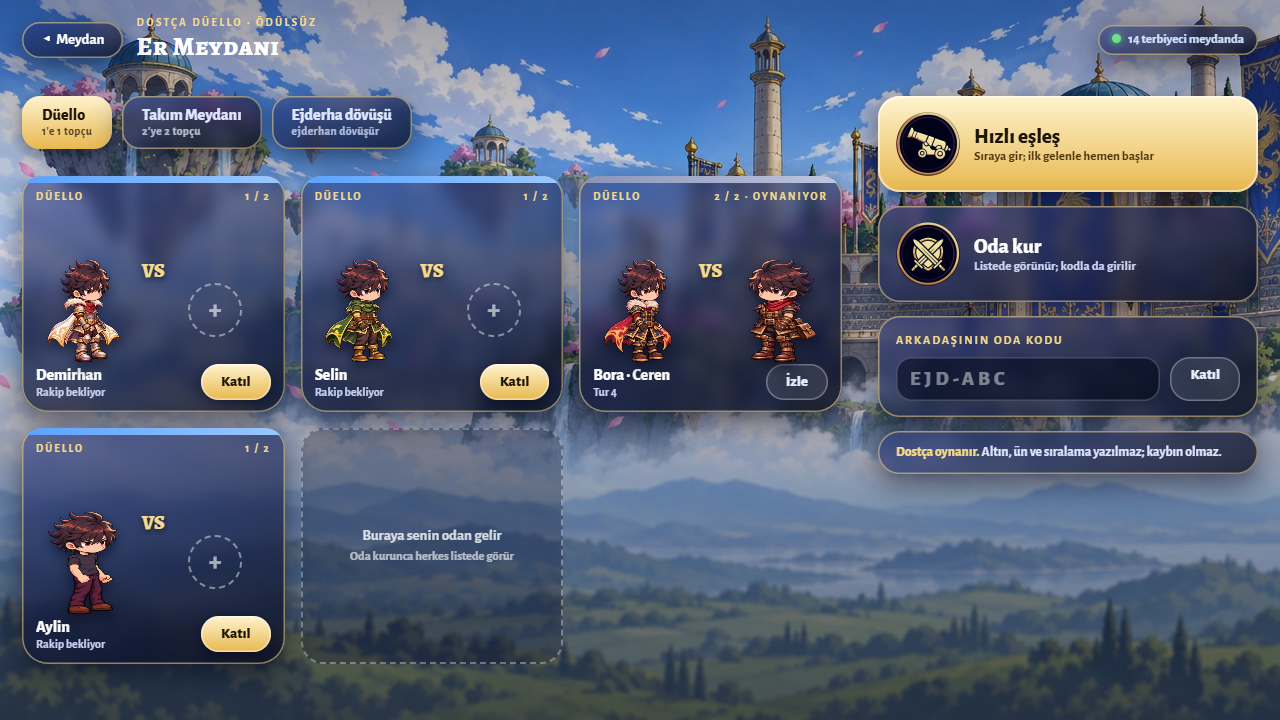 ◄ Meydan
DOSTÇA DÜELLO · ÖDÜLSÜZ
Er Meydanı
14 terbiyeci meydanda
Düello
1'e 1 topçu
Takım Meydanı
2'ye 2 topçu
Ejderha dövüşü
ejderhan dövüşür
DÜELLO 1 / 2
VS
+
Demirhan
Rakip bekliyor
Katıl
DÜELLO 1 / 2
VS
+
Selin
Rakip bekliyor
Katıl
DÜELLO 2 / 2 · OYNANIYOR
VS
Bora · Ceren
Tur 4
İzle
DÜELLO 1 / 2
VS
+
Aylin
Rakip bekliyor
Katıl
Buraya senin odan gelir
Oda kurunca herkes listede görür
Hızlı eşleş
Sıraya gir; ilk gelenle hemen başlar
Oda kur
Listede görünür; kodla da girilir
ARKADAŞININ ODA KODU
EJD-ABC
Katıl
Dostça oynanır. Altın, ün ve sıralama yazılmaz; kaybın olmaz.